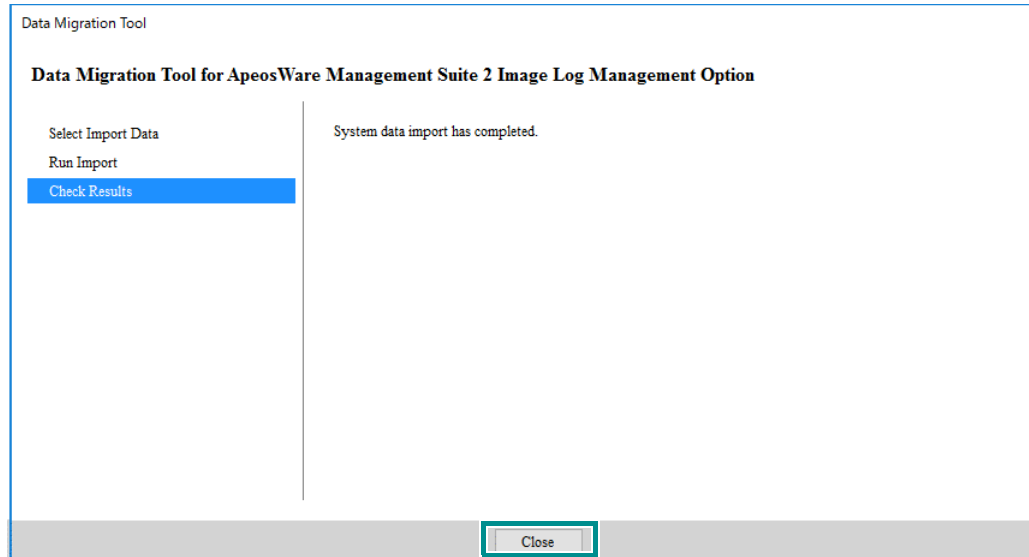 Data Migration Tool
Data Migration Tool for ApeosWare Management Suite 2 Image Log Management Option
Select Import Data
Run Import
Check Results
System data import has completed.
Close